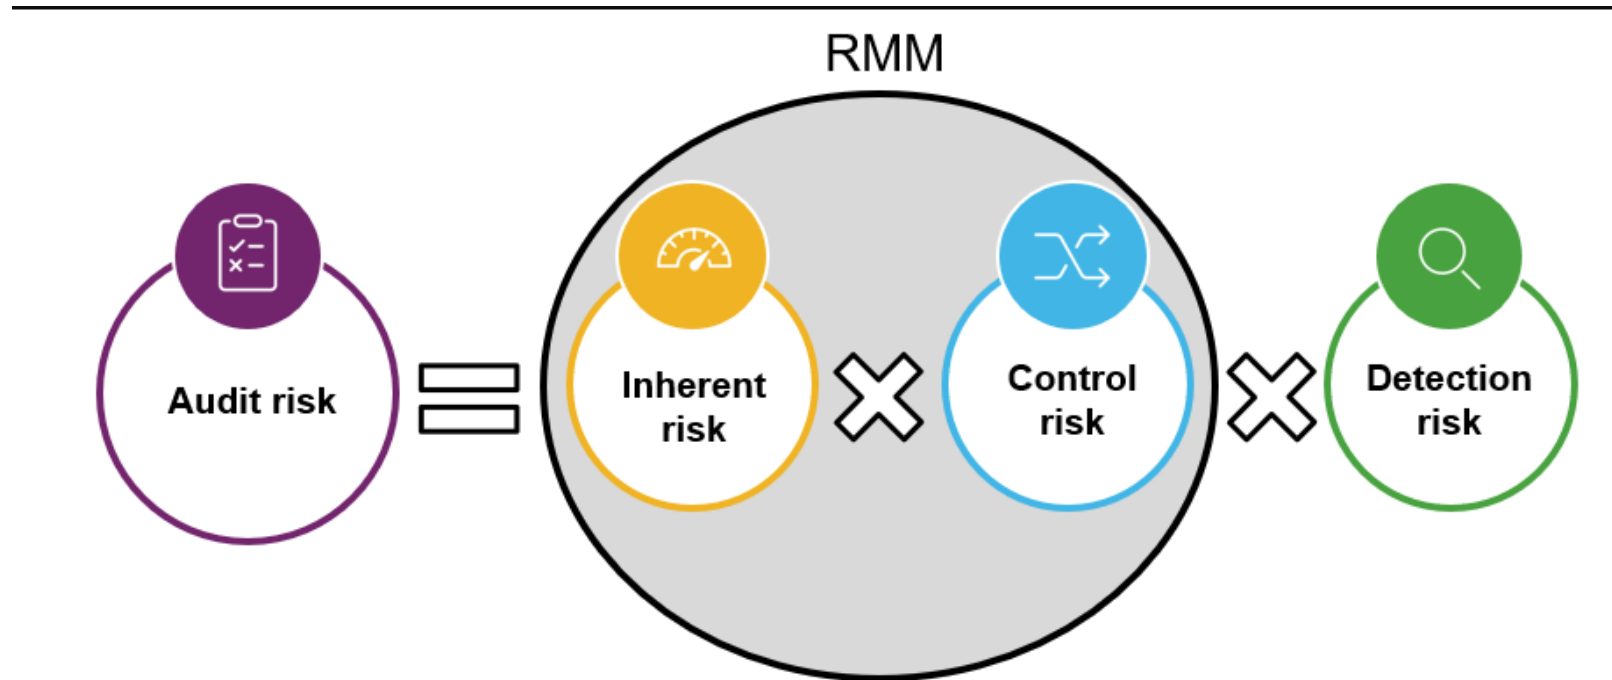 RMM
Audit risk
Inherent
risk
Control
risk
Detection
risk